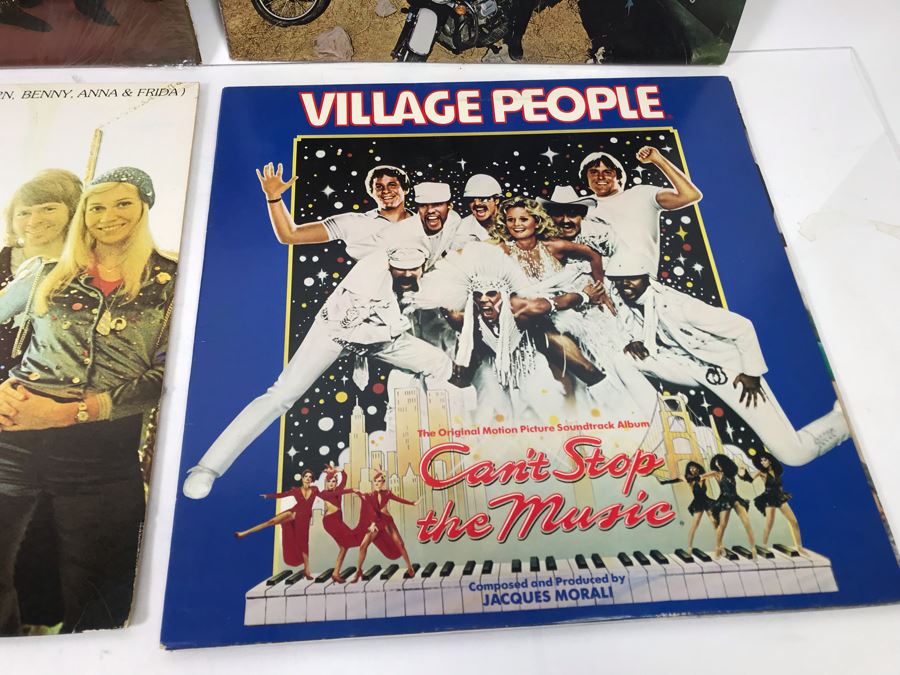 BENNY, ANNA & FRIDA)
VILLAGE PEOPLE
The Original Motion Picture Soundtrack Album
Can't Stop
the Music
Composed and Produced by
JACQUES MORALI